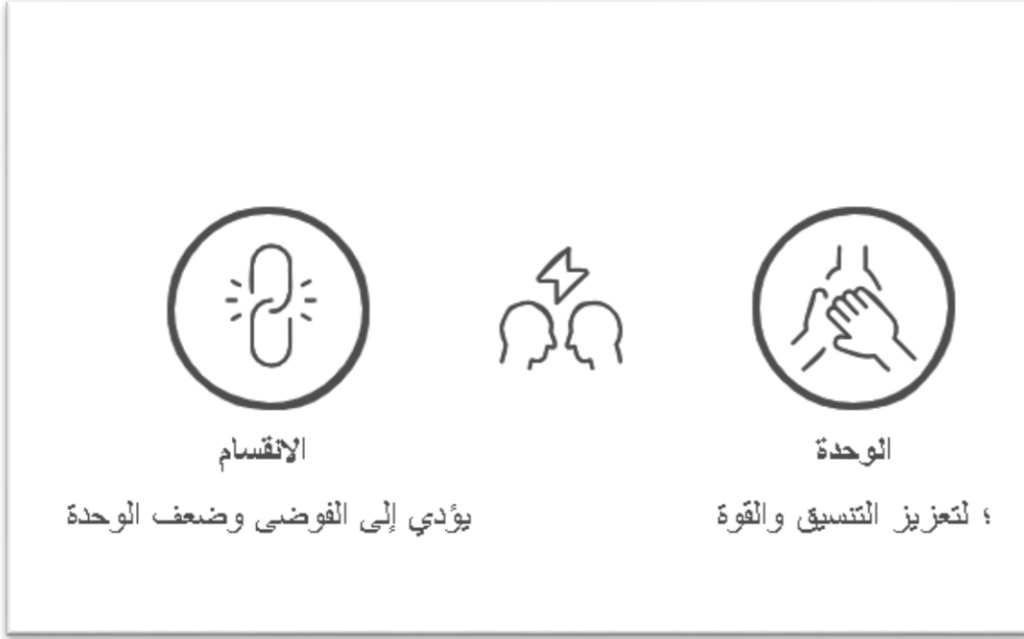 الوحدة
؛ لتعزيز التنسيق والقوة
الانقسام
يؤدي إلى الفوضى وضعف الوحدة